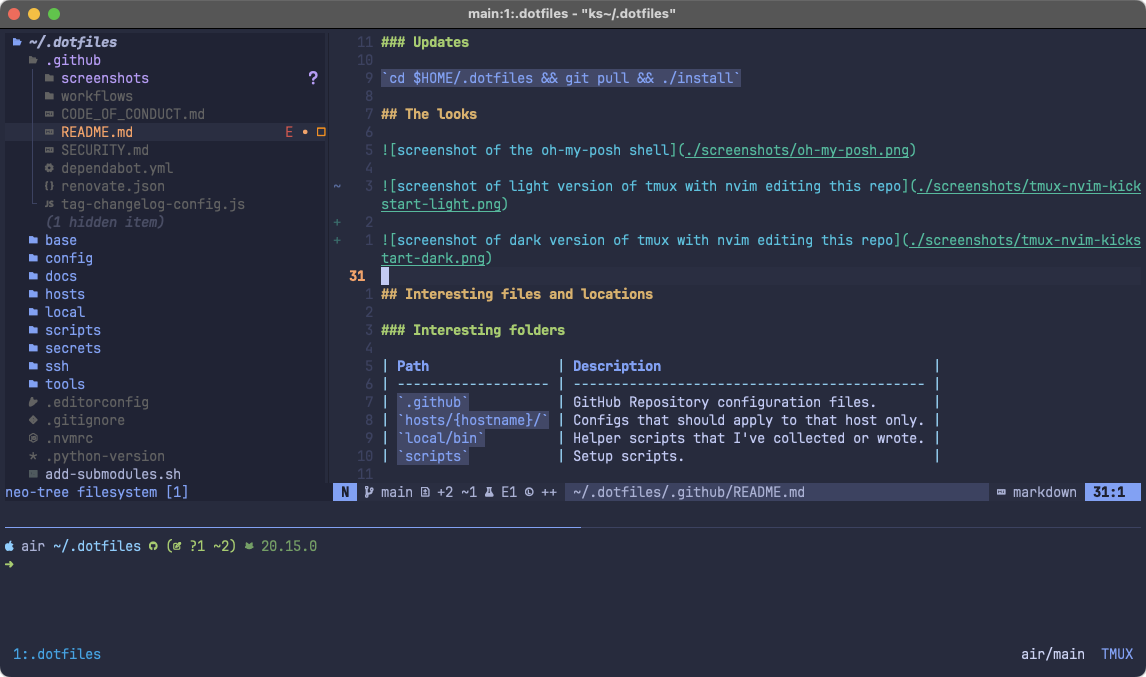 main:1:.dotfiles - "ks~/.dotfiles"
~/.dotfiles
.github
screenshots ?
workflows
CODE_OF_CONDUCT.md
README.md E
SECURITY.md
dependabot.yml
renovate.json
tag-changelog-config.js
(1 hidden item)
base
config
docs
hosts
local
scripts
secrets
ssh
tools
.editorconfig
.gitignore
.nvmrc
.python-version
add-submodules.sh
neo-tree filesystem [1]
11 ### Updates
10
9 `cd $HOME/.dotfiles && git pull && ./install`
8
7 ## The looks
6
5 ![screenshot of the oh-my-posh shell](./screenshots/oh-my-posh.png)
4
~ 3 ![screenshot of light version of tmux with nvim editing this repo](./screenshots/tmux-nvim-kick
start-light.png)
+ 2
+ 1 ![screenshot of dark version of tmux with nvim editing this repo](./screenshots/tmux-nvim-kicks
tart-dark.png)
31
1 ## Interesting files and locations
2
3 ### Interesting folders
4
5 | Path | Description |
6 | ------------------- | -------------------------------------------- |
7 | `.github` | GitHub Repository configuration files. |
8 | `hosts/{hostname}/` | Configs that should apply to that host only. |
9 | `local/bin` | Helper scripts that I've collected or wrote. |
10 | `scripts` | Setup scripts. |
11
N main +2 ~1 E1 ++ ~/.dotfiles/.github/README.md markdown 31:1
air ~/.dotfiles ( ?1 ~2) 20.15.0
➜
1:.dotfiles air/main TMUX